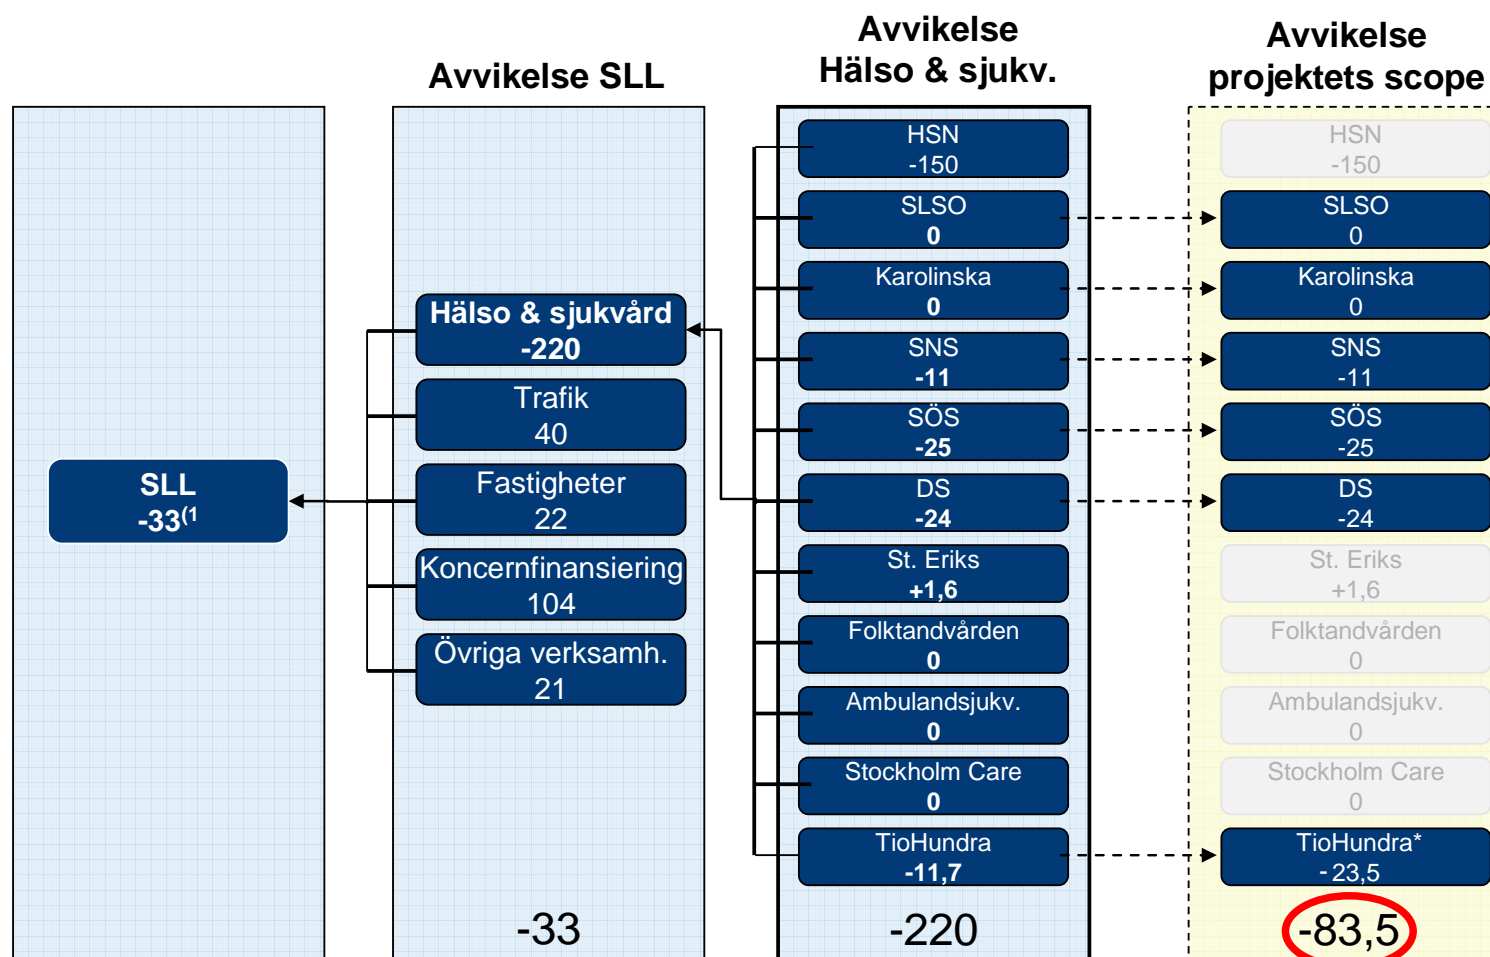 Avvikelse SLL
Avvikelse
Hälso & sjukv.
Avvikelse
projektets scope
SLL
-33(1
Hälso & sjukvård
-220
Trafik
40
Fastigheter
22
Koncernfinansiering
104
Övriga verksamh.
21
-33
HSN
-150
SLSO
0
Karolinska
0
SNS
-11
SÖS
-25
DS
-24
St. Eriks
+1,6
Folktandvården
0
Ambulandsjukv.
0
Stockholm Care
0
TioHundra
-11,7
-220
HSN
-150
SLSO
0
Karolinska
0
SNS
-11
SÖS
-25
DS
-24
St. Eriks
+1,6
Folktandvården
0
Ambulandsjukv.
0
Stockholm Care
0
TioHundra*
- 23,5
-83,5